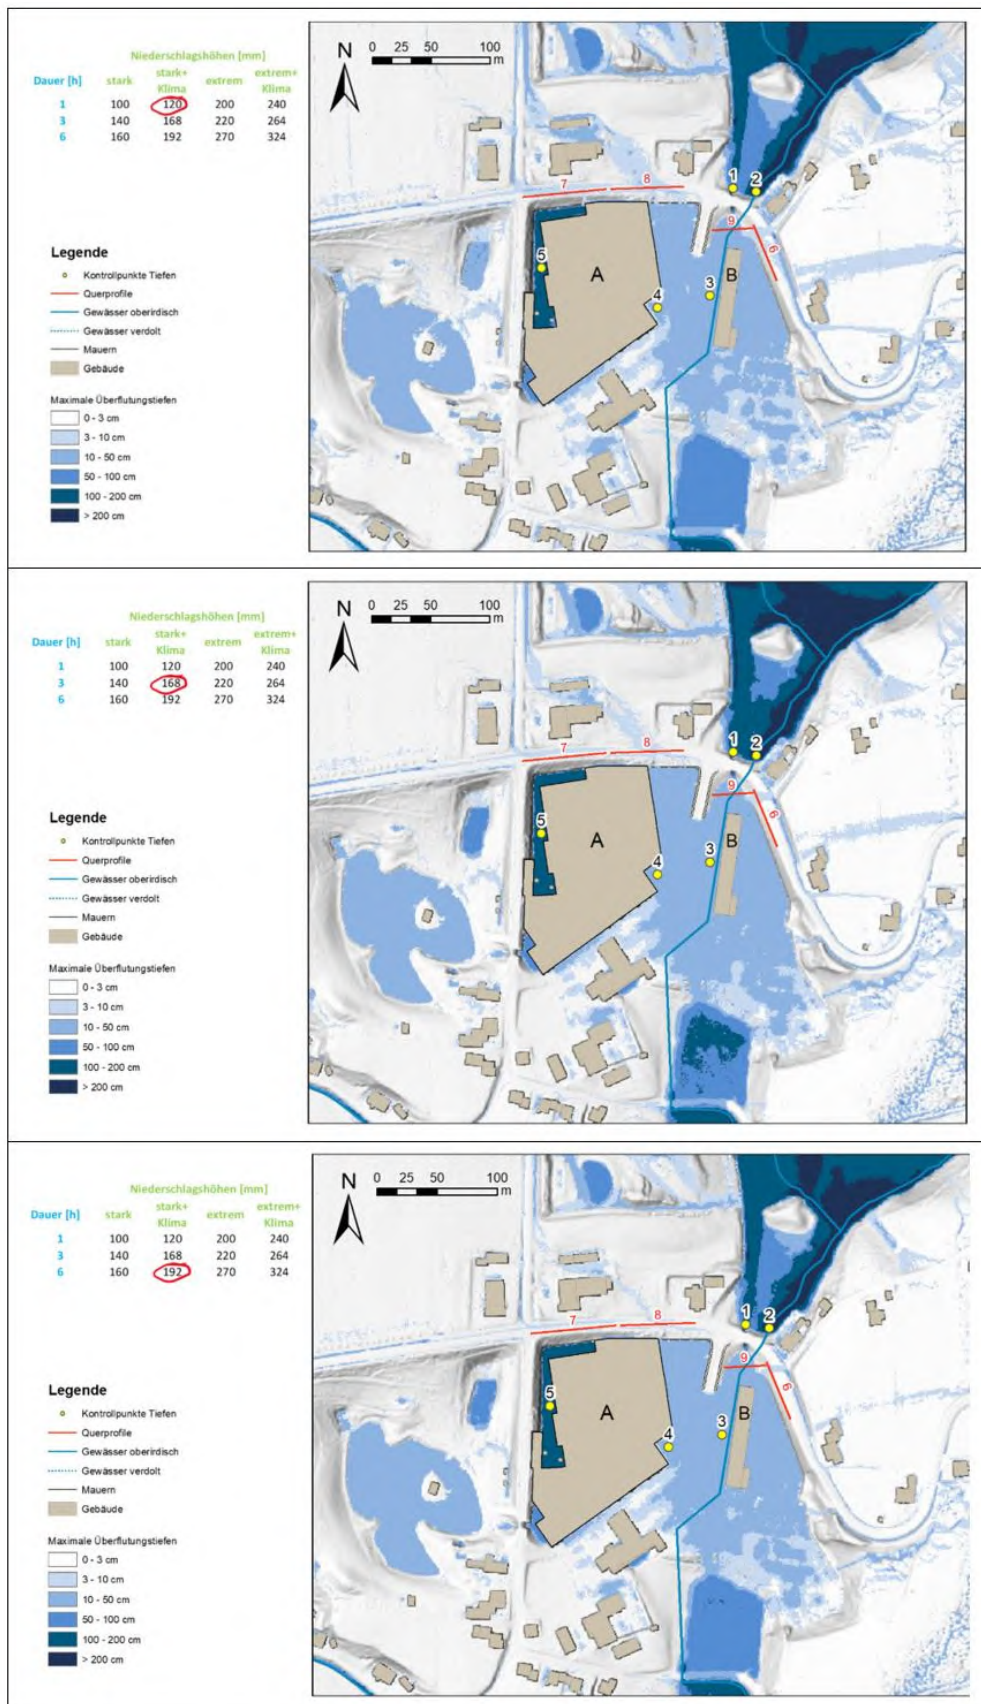 Niederschlagshöhen [mm]
Dauer [h] stark stark+ Klima extrem extrem+ Klima
1 100 120 200 240
3 140 168 220 264
6 160 192 270 324
Legende
Kontrollpunkte Tiefen
Querprofile
Gewässer oberirdisch
Gewässer verdolt
Mauern
Gebäude
Maximale Überflutungstiefen
0 - 3 cm
3 - 10 cm
10 - 50 cm
50 - 100 cm
100 - 200 cm
> 200 cm
N
0 25 50 100
m
1 2
7 8
9
6
5
A
B
3
4
Niederschlagshöhen [mm]
Dauer [h] stark stark+ Klima extrem extrem+ Klima
1 100 120 200 240
3 140 168 220 264
6 160 192 270 324
Legende
Kontrollpunkte Tiefen
Querprofile
Gewässer oberirdisch
Gewässer verdolt
Mauern
Gebäude
Maximale Überflutungstiefen
0 - 3 cm
3 - 10 cm
10 - 50 cm
50 - 100 cm
100 - 200 cm
> 200 cm
N
0 25 50 100
m
1 2
7 8
9
6
5
A
B
3
4
Niederschlagshöhen [mm]
Dauer [h] stark stark+ Klima extrem extrem+ Klima
1 100 120 200 240
3 140 168 220 264
6 160 192 270 324
Legende
Kontrollpunkte Tiefen
Querprofile
Gewässer oberirdisch
Gewässer verdolt
Mauern
Gebäude
Maximale Überflutungstiefen
0 - 3 cm
3 - 10 cm
10 - 50 cm
50 - 100 cm
100 - 200 cm
> 200 cm
N
0 25 50 100
m
1 2
7 8
9
6
5
A
B
3
4